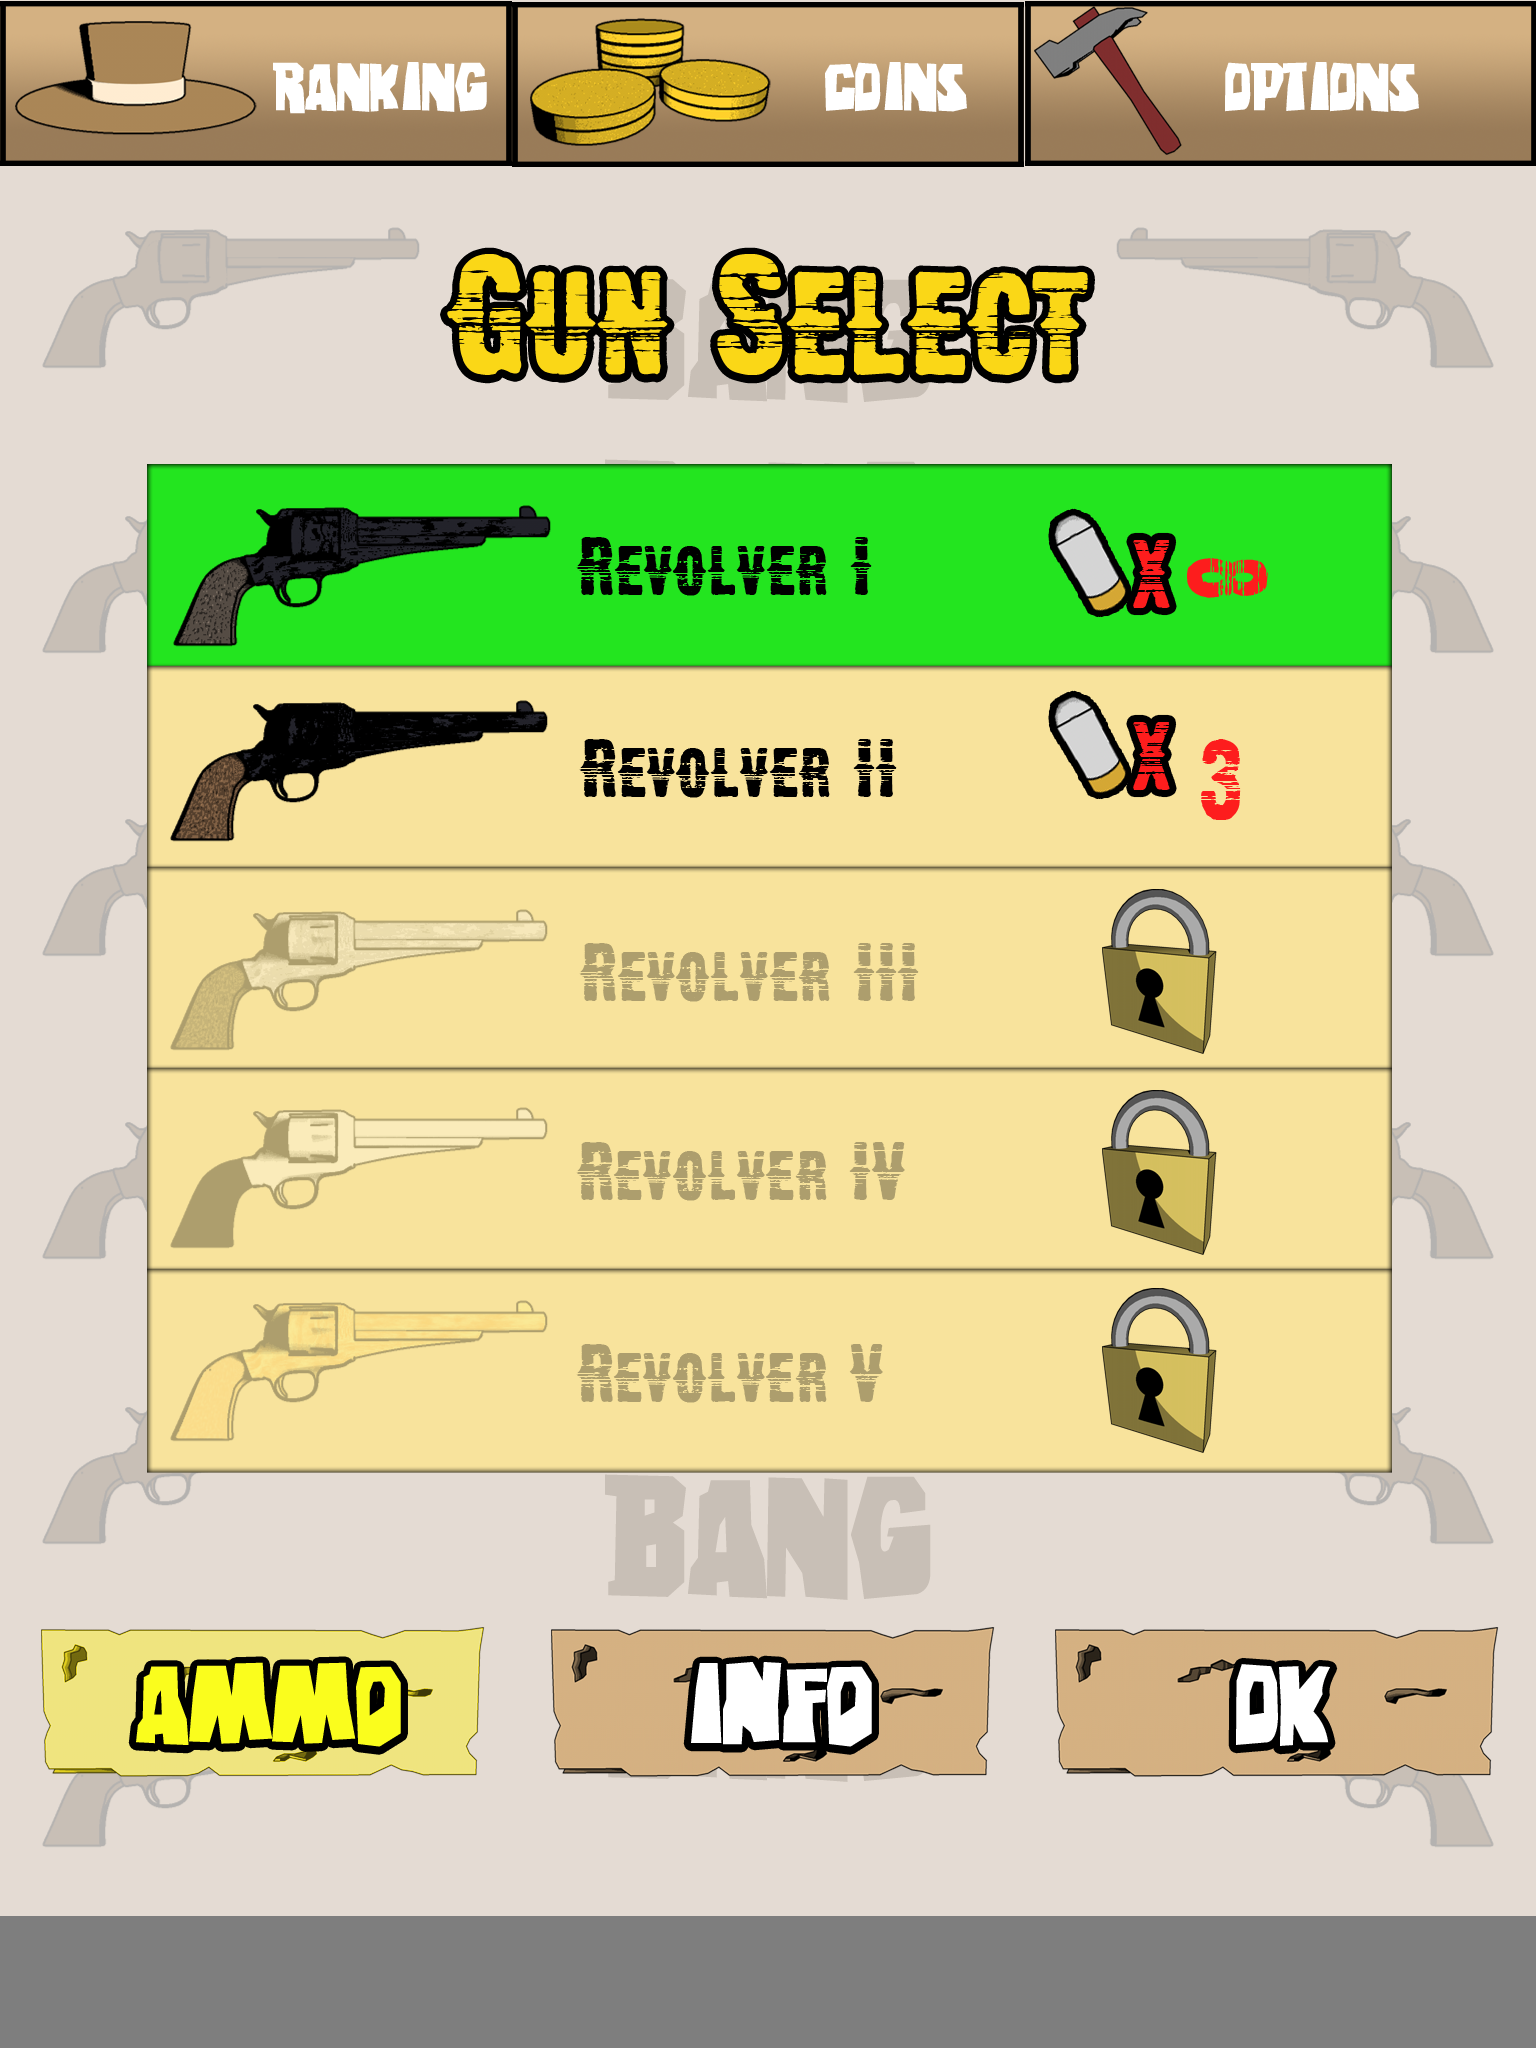 RANKING COINS OPTIONS
GUN SELECT
REVOLVER I X ∞
REVOLVER II X 3
REVOLVER III
REVOLVER IV
REVOLVER V
BANG
AMMO INFO OK